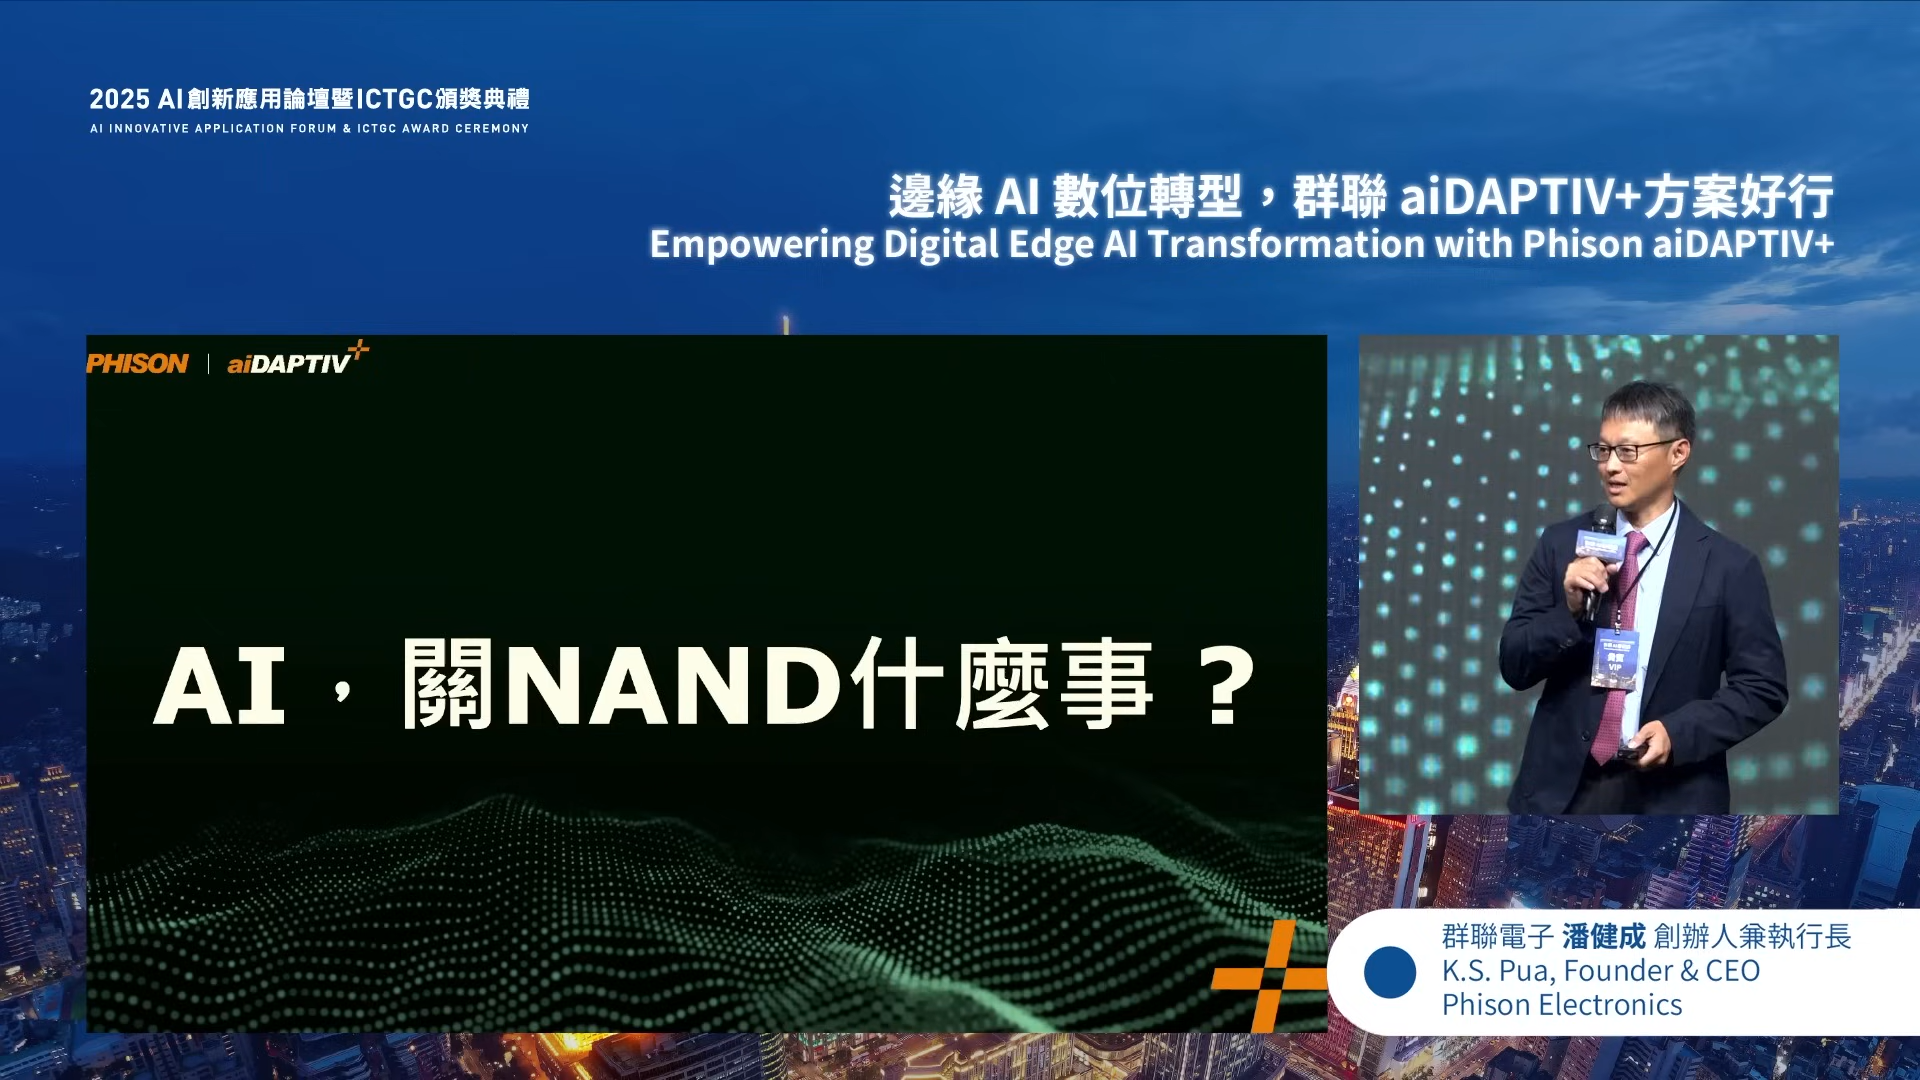 2025 AI創新應用論壇暨ICTGC頒獎典禮
AI INNOVATIVE APPLICATION FORUM & ICTGC AWARD CEREMONY
邊緣 AI 數位轉型，群聯 aiDAPTIV+方案好行
Empowering Digital Edge AI Transformation with Phison aiDAPTIV+
PHISON | aiDAPTIV+
AI，關NAND什麼事？
貴賓
VIP
群聯電子 潘健成 創辦人兼執行長
K.S. Pua, Founder & CEO
Phison Electronics